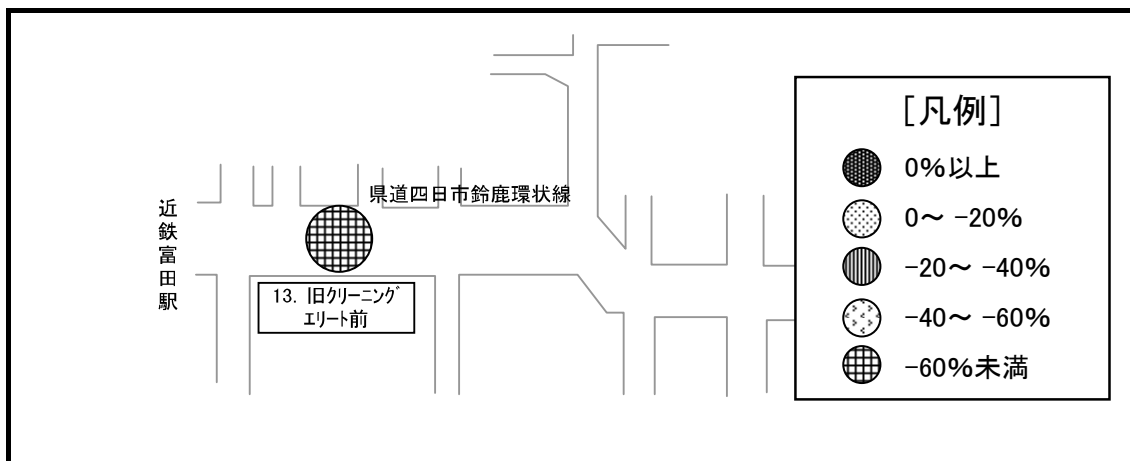 [凡例]
0%以上
県道四日市鈴鹿環状線
近鉄富田駅
0~ -20%
-20~ -40%
13. 旧ｸﾘｰﾆﾝｸﾞ
ｴﾘｰﾄ前
-40~ -60%
-60%未満